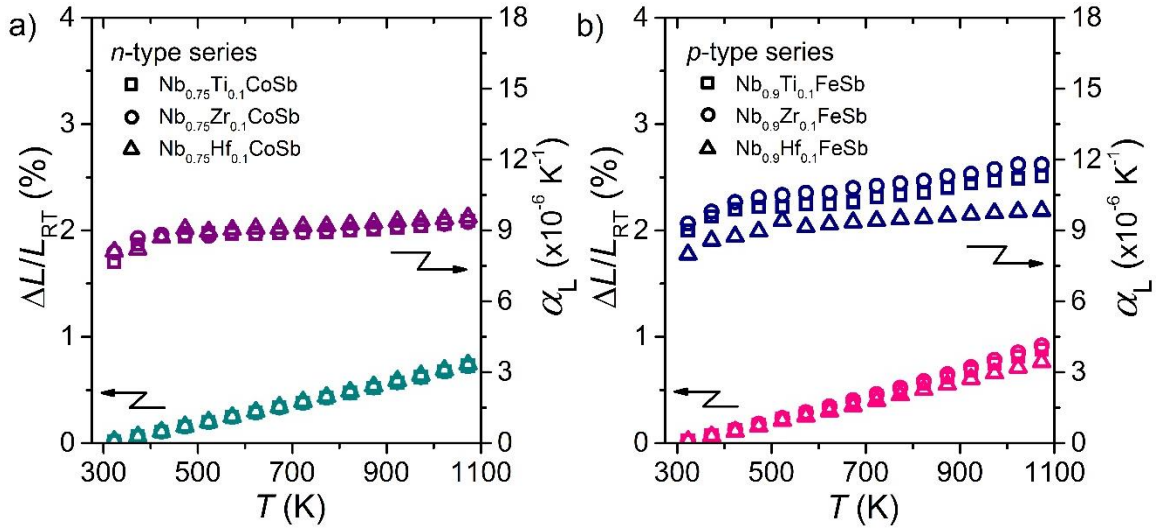 a)
n-type series
Nb0.75Ti0.1CoSb
Nb0.75Zr0.1CoSb
Nb0.75Hf0.1CoSb
ΔL/LRT (%)
4
3
2
1
0
αL (x10-6 K-1)
18
15
12
9
6
3
0
300 500 700 900 1100
T (K)
b)
p-type series
Nb0.9Ti0.1FeSb
Nb0.9Zr0.1FeSb
Nb0.9Hf0.1FeSb
ΔL/LRT (%)
4
3
2
1
0
αL (x10-6 K-1)
18
15
12
9
6
3
0
300 500 700 900 1100
T (K)